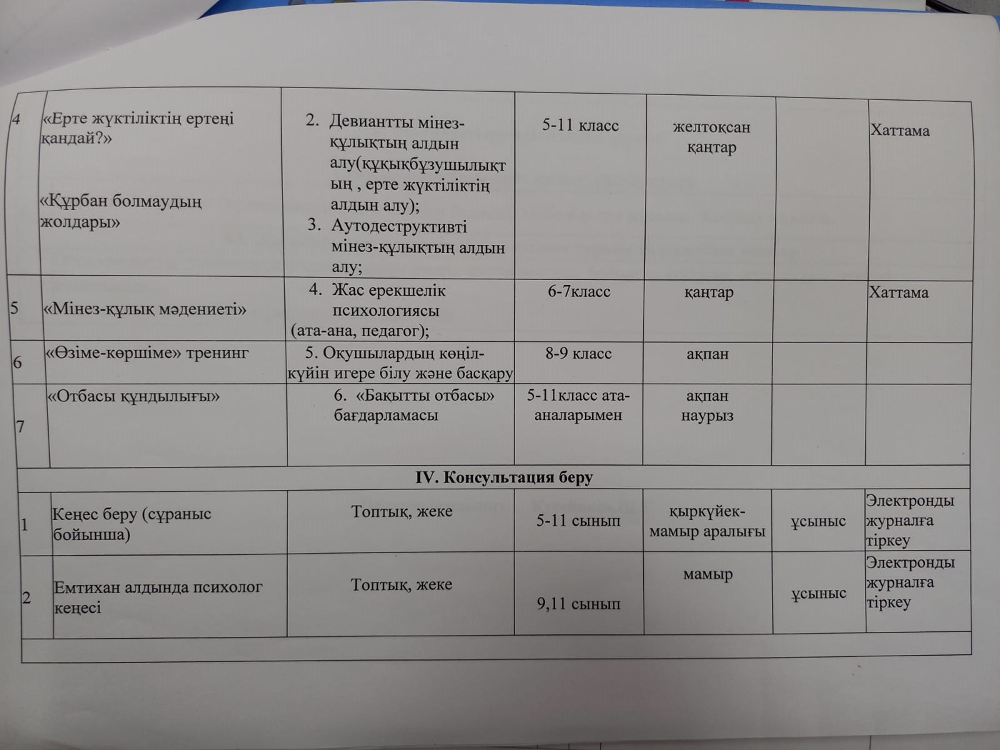 4
«Ерте жүктіліктің ертеңі
қандай?»
«Құрбан болмаудың
жолдары»
2. Девиантты мінез-
құлықтың алдын
алу(құқықбұзушылықт
ың , ерте жүктіліктің
алдын алу);
3. Аутодеструктивті
мінез-құлықтың алдын
алу;
5-11 класс
желтоқсан
қаңтар
Хаттама
5
«Мінез-құлық мәдениеті»
4. Жас ерекшелік
психологиясы
(ата-ана, педагог);
6-7класс
қаңтар
Хаттама
6
«Өзіме-көршіме» тренинг
5. Оқушылардың көңіл-
күйін игере білу және басқару
8-9 класс
ақпан
7
«Отбасы құндылығы»
6. «Бақытты отбасы»
бағдарламасы
5-11класс ата-
аналарымен
ақпан
наурыз
IV. Консультация беру
1
Кеңес беру (сұраныс
бойынша)
Топтық, жеке
5-11 сынып
қыркүйек-
мамыр аралығы
ұсыныс
Электронды
журналға
тіркеу
2
Емтихан алдында психолог
кеңесі
Топтық, жеке
9,11 сынып
мамыр
ұсыныс
Электронды
журналға
тіркеу